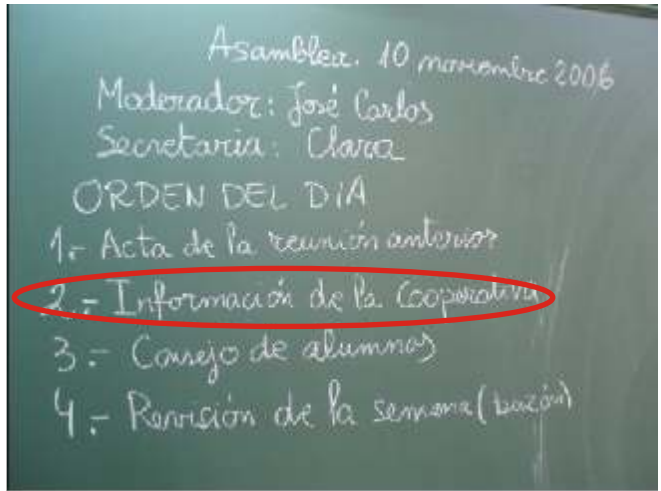 Asamblea. 10 noviembre 2006
Moderador: José Carlos
Secretaria: Clara
ORDEN DEL DÍA
1.- Acta de la reunión anterior
2.- Información de la Cooperativa
3.- Consejo de alumnos
4.- Revisión de la semana (buzón)